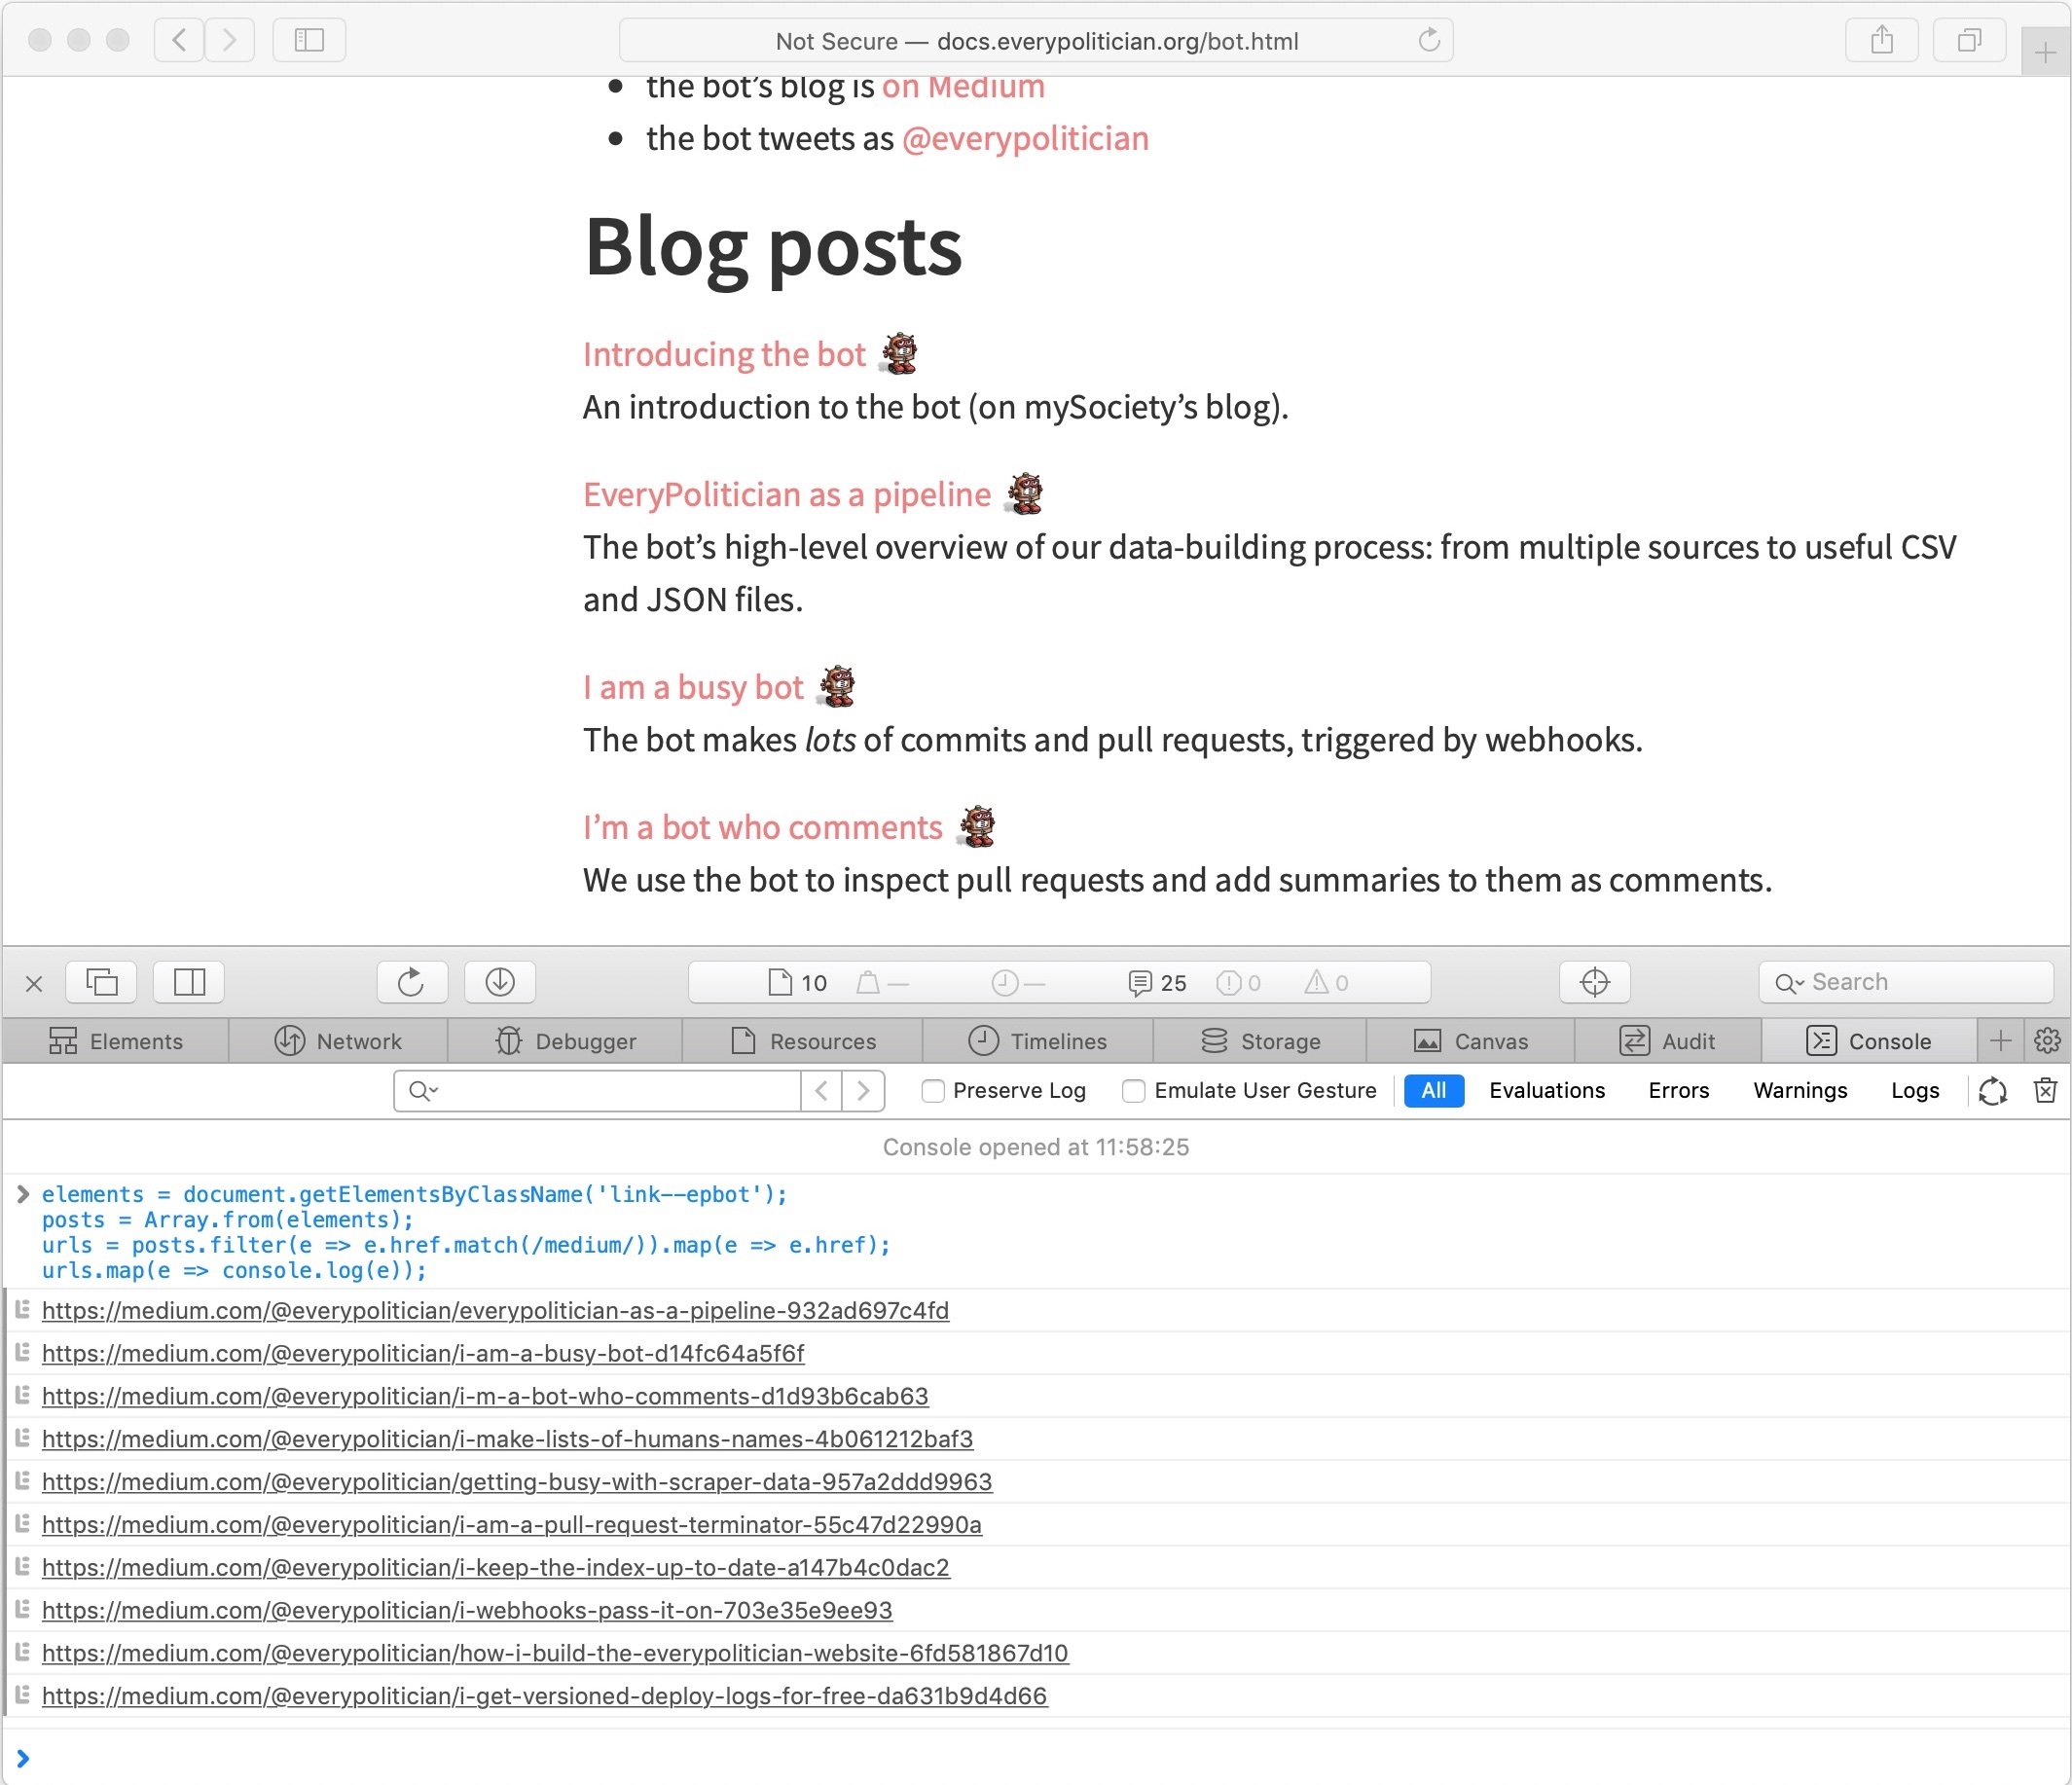 Not Secure — docs.everypolitician.org/bot.html
• the bot’s blog is on Medium
• the bot tweets as @everypolitician
Blog posts
Introducing the bot
An introduction to the bot (on mySociety’s blog).
EveryPolitician as a pipeline
The bot’s high-level overview of our data-building process: from multiple sources to useful CSV
and JSON files.
I am a busy bot
The bot makes lots of commits and pull requests, triggered by webhooks.
I’m a bot who comments
We use the bot to inspect pull requests and add summaries to them as comments.
10 — — 25 0 0 Search
Elements Network Debugger Resources Timelines Storage Canvas Audit Console
Preserve Log Emulate User Gesture All Evaluations Errors Warnings Logs
Console opened at 11:58:25
elements = document.getElementsByClassName('link--epbot');
posts = Array.from(elements);
urls = posts.filter(e => e.href.match(/medium/)).map(e => e.href);
urls.map(e => console.log(e));
https://medium.com/@everypolitician/everypolitician-as-a-pipeline-932ad697c4fd
https://medium.com/@everypolitician/i-am-a-busy-bot-d14fc64a5f6f
https://medium.com/@everypolitician/i-m-a-bot-who-comments-d1d93b6cab63
https://medium.com/@everypolitician/i-make-lists-of-humans-names-4b061212baf3
https://medium.com/@everypolitician/getting-busy-with-scraper-data-957a2ddd9963
https://medium.com/@everypolitician/i-am-a-pull-request-terminator-55c47d22990a
https://medium.com/@everypolitician/i-keep-the-index-up-to-date-a147b4c0dac2
https://medium.com/@everypolitician/i-webhooks-pass-it-on-703e35e9ee93
https://medium.com/@everypolitician/how-i-build-the-everypolitician-website-6fd581867d10
https://medium.com/@everypolitician/i-get-versioned-deploy-logs-for-free-da631b9d4d66